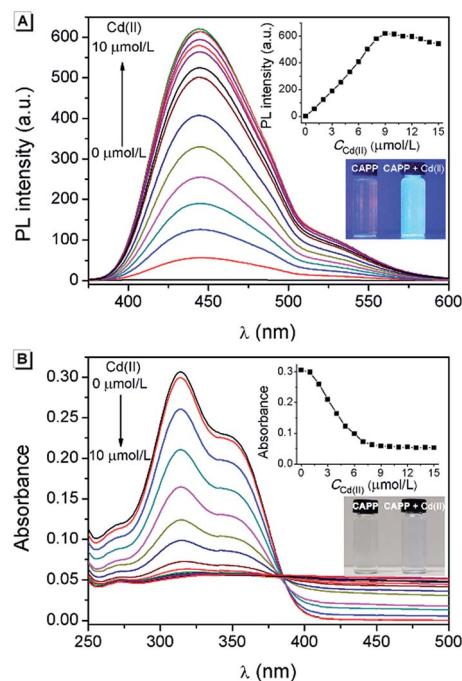 A
Cd(II)
10 μmol/L
0 μmol/L
PL intensity (a.u.)
600
500
400
300
200
100
0
400
450
500
550
600
λ (nm)
PL intensity (a.u.)
600
400
200
0
0
3
6
9
12
15
C Cd(II) (μmol/L)
CAPP
CAPP + Cd(II)
B
Cd(II)
0 μmol/L
10 μmol/L
Absorbance
0.30
0.25
0.20
0.15
0.10
0.05
0.00
250
300
350
400
450
500
λ (nm)
Absorbance
0.3
0.2
0.1
0.0
0
3
6
9
12
15
C Cd(II) (μmol/L)
CAPP
CAPP + Cd(II)